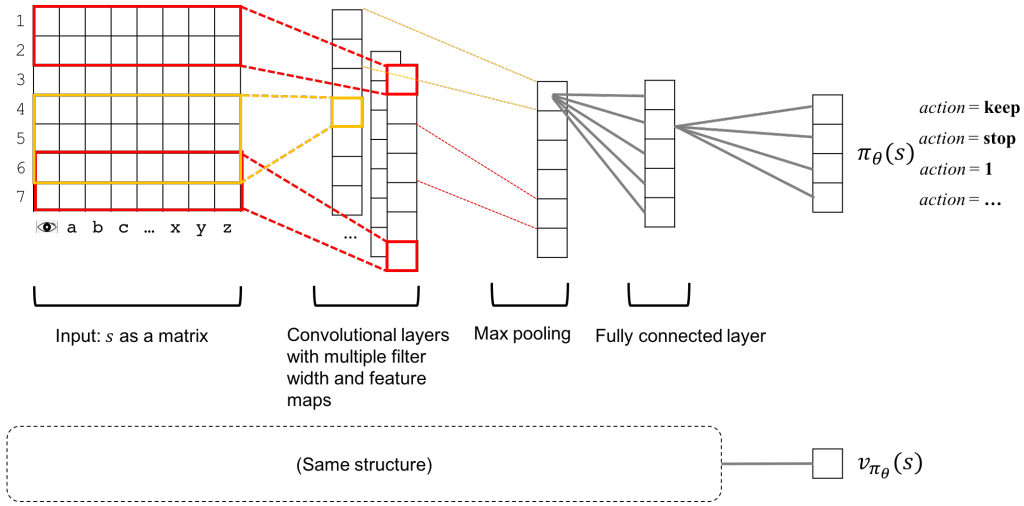 1
2
3
4
5
6
7
a b c … x y z
...
πθ(s)
action = keep
action = stop
action = 1
action = …
Input: s as a matrix
Convolutional layers
with multiple filter
width and feature
maps
Max pooling
Fully connected layer
(Same structure)
vπθ(s)